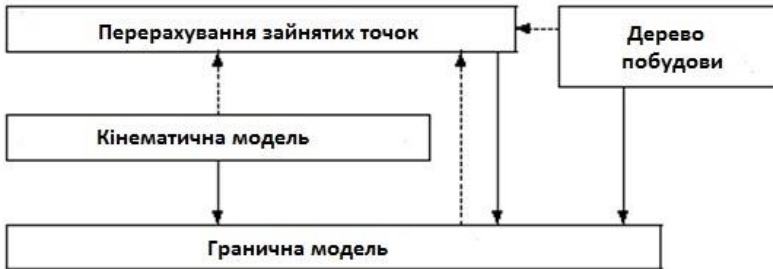 Перерахування зайнятих точок
Дерево
побудови
Кінематична модель
Гранична модель